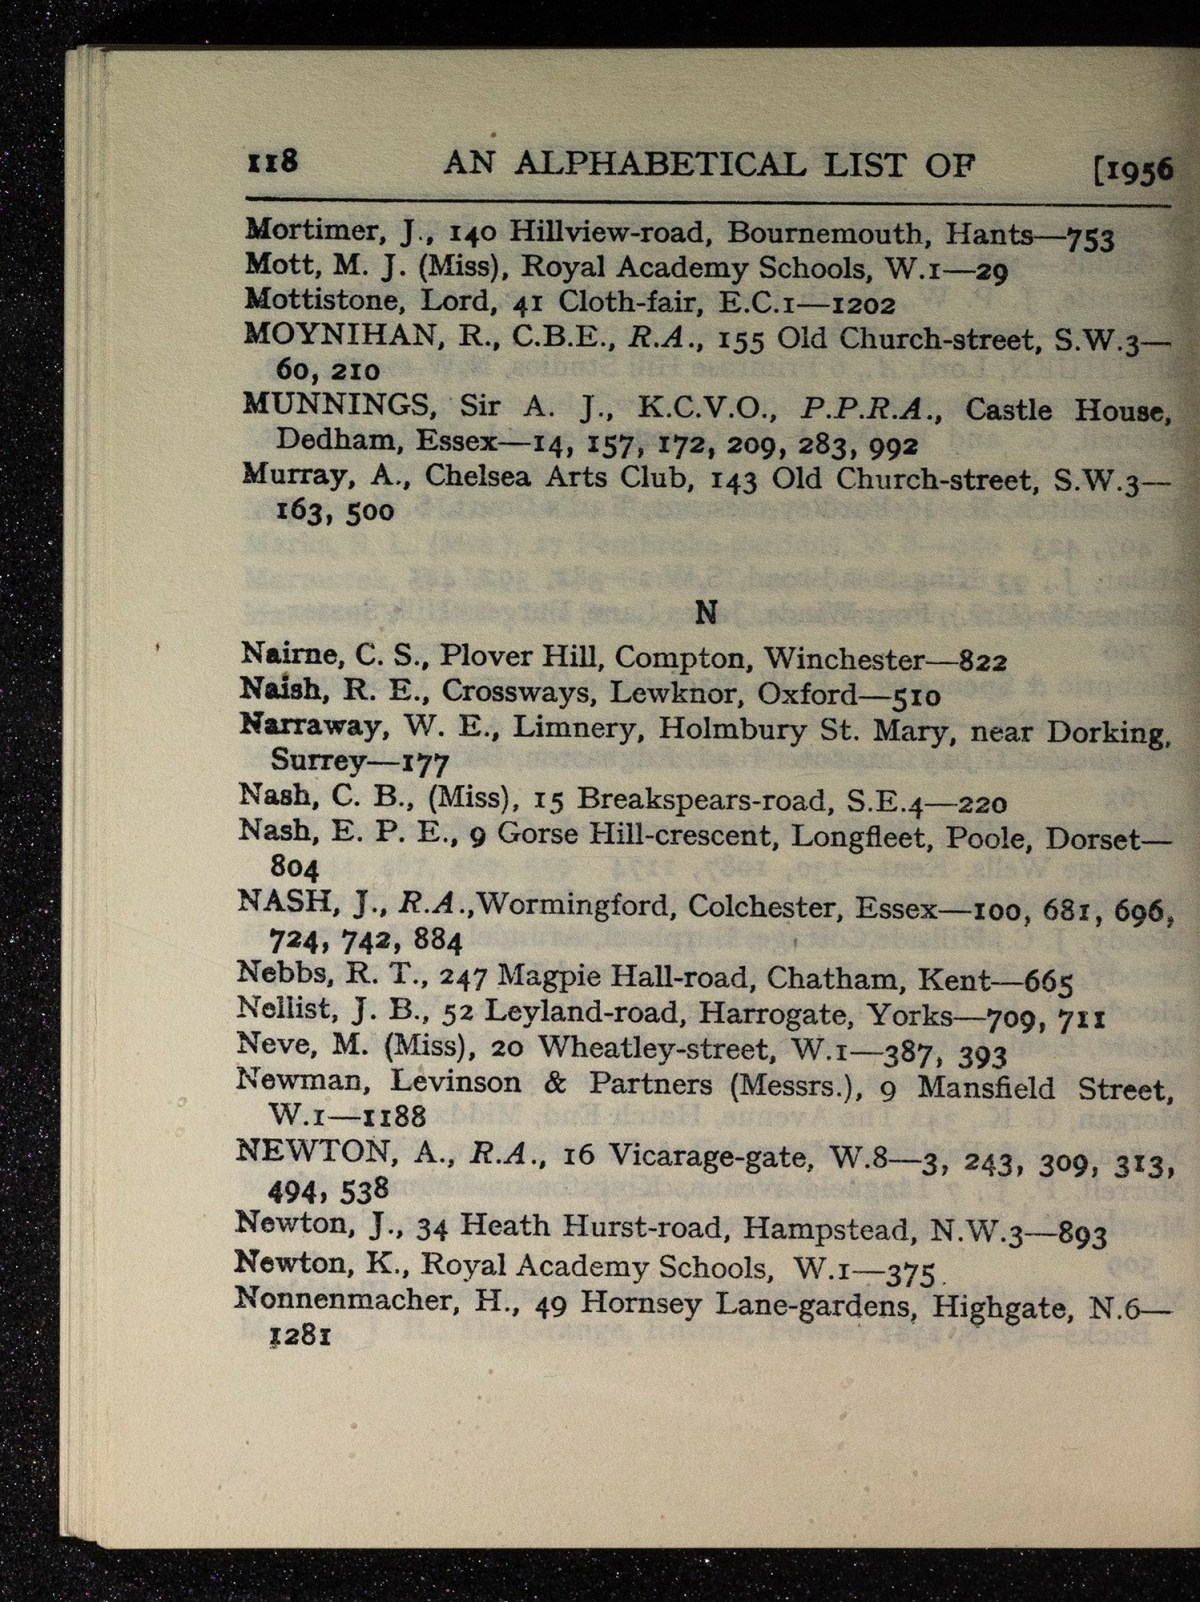 118 AN ALPHABETICAL LIST OF [1956
Mortimer, J., 140 Hillview-road, Bournemouth, Hants—753
Mott, M. J. (Miss), Royal Academy Schools, W.1—29
Mottistone, Lord, 41 Cloth-fair, E.C.1—1202
MOYNIHAN, R., C.B.E., R.A., 155 Old Church-street, S.W.3—
60, 210
MUNNINGS, Sir A. J., K.C.V.O., P.P.R.A., Castle House,
Dedham, Essex—14, 157, 172, 209, 283, 992
Murray, A., Chelsea Arts Club, 143 Old Church-street, S.W.3—
163, 500
N
Nairne, C. S., Plover Hill, Compton, Winchester—822
Naish, R. E., Crossways, Lewknor, Oxford—510
Narraway, W. E., Limnery, Holmbury St. Mary, near Dorking,
Surrey—177
Nash, C. B., (Miss), 15 Breakspears-road, S.E.4—220
Nash, E. P. E., 9 Gorse Hill-crescent, Longfleet, Poole, Dorset—
804
NASH, J., R.A.,Wormingford, Colchester, Essex—100, 681, 696,
724, 742, 884
Nebbs, R. T., 247 Magpie Hall-road, Chatham, Kent—665
Nellist, J. B., 52 Leyland-road, Harrogate, Yorks—709, 711
Neve, M. (Miss), 20 Wheatley-street, W.1—387, 393
Newman, Levinson & Partners (Messrs.), 9 Mansfield Street,
W.1—1188
NEWTON, A., R.A., 16 Vicarage-gate, W.8—3, 243, 309, 313,
494, 538
Newton, J., 34 Heath Hurst-road, Hampstead, N.W.3—893
Newton, K., Royal Academy Schools, W.1—375
Nonnenmacher, H., 49 Hornsey Lane-gardens, Highgate, N.6—
1281